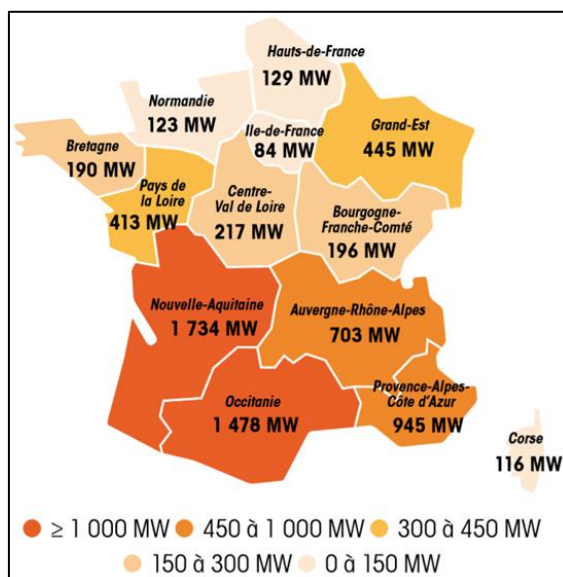 Hauts-de-France
129 MW
Normandie
123 MW
Ile-de-France
84 MW
Grand-Est
445 MW
Bretagne
190 MW
Pays de
la Loire
413 MW
Centre-
Val de Loire
217 MW
Bourgogne-
Franche-Comté
196 MW
Nouvelle-Aquitaine
1 734 MW
Auvergne-Rhône-Alpes
703 MW
Occitanie
1 478 MW
Provence-Alpes-
Côte d'Azur
945 MW
Corse
116 MW
≥ 1 000 MW 450 à 1 000 MW 300 à 450 MW
150 à 300 MW 0 à 150 MW